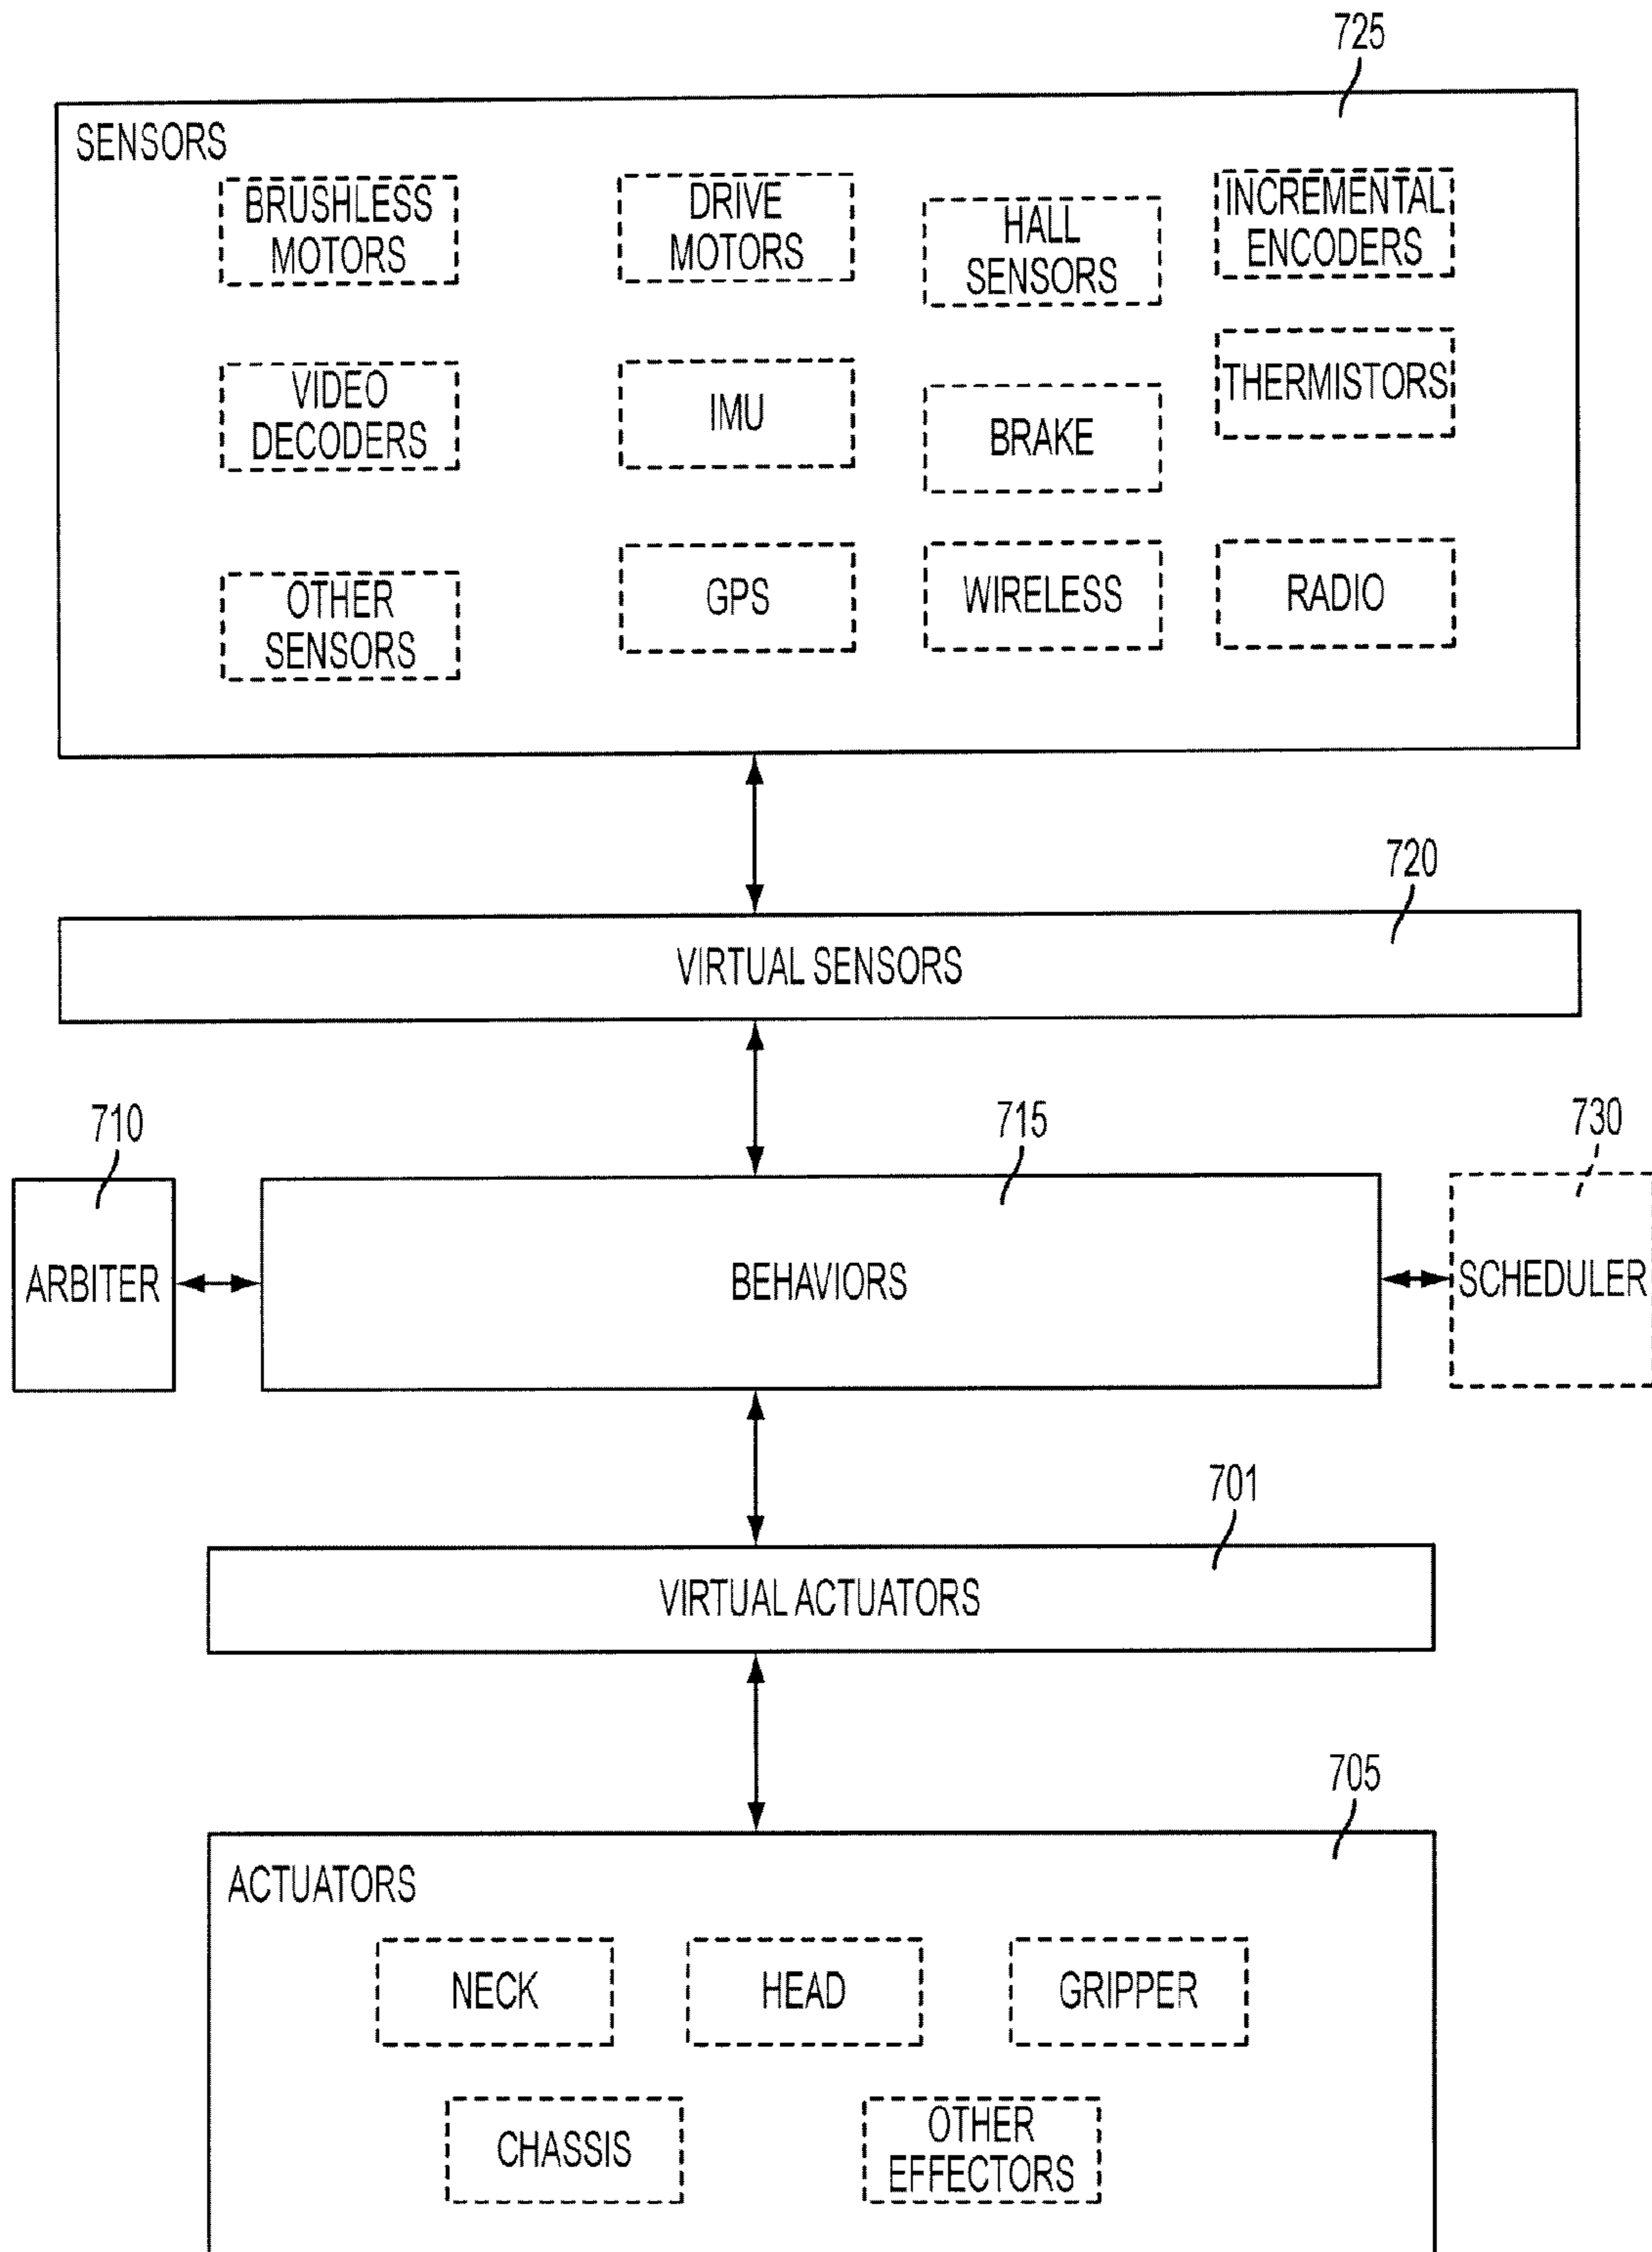 725
SENSORS
BRUSHLESS
MOTORS
DRIVE
MOTORS
HALL
SENSORS
INCREMENTAL
ENCODERS
VIDEO
DECODERS
IMU
BRAKE
THERMISTORS
OTHER
SENSORS
GPS
WIRELESS
RADIO
720
VIRTUAL SENSORS
710
715
730
ARBITER
BEHAVIORS
SCHEDULER
701
VIRTUAL ACTUATORS
705
ACTUATORS
NECK
HEAD
GRIPPER
CHASSIS
OTHER
EFFECTORS